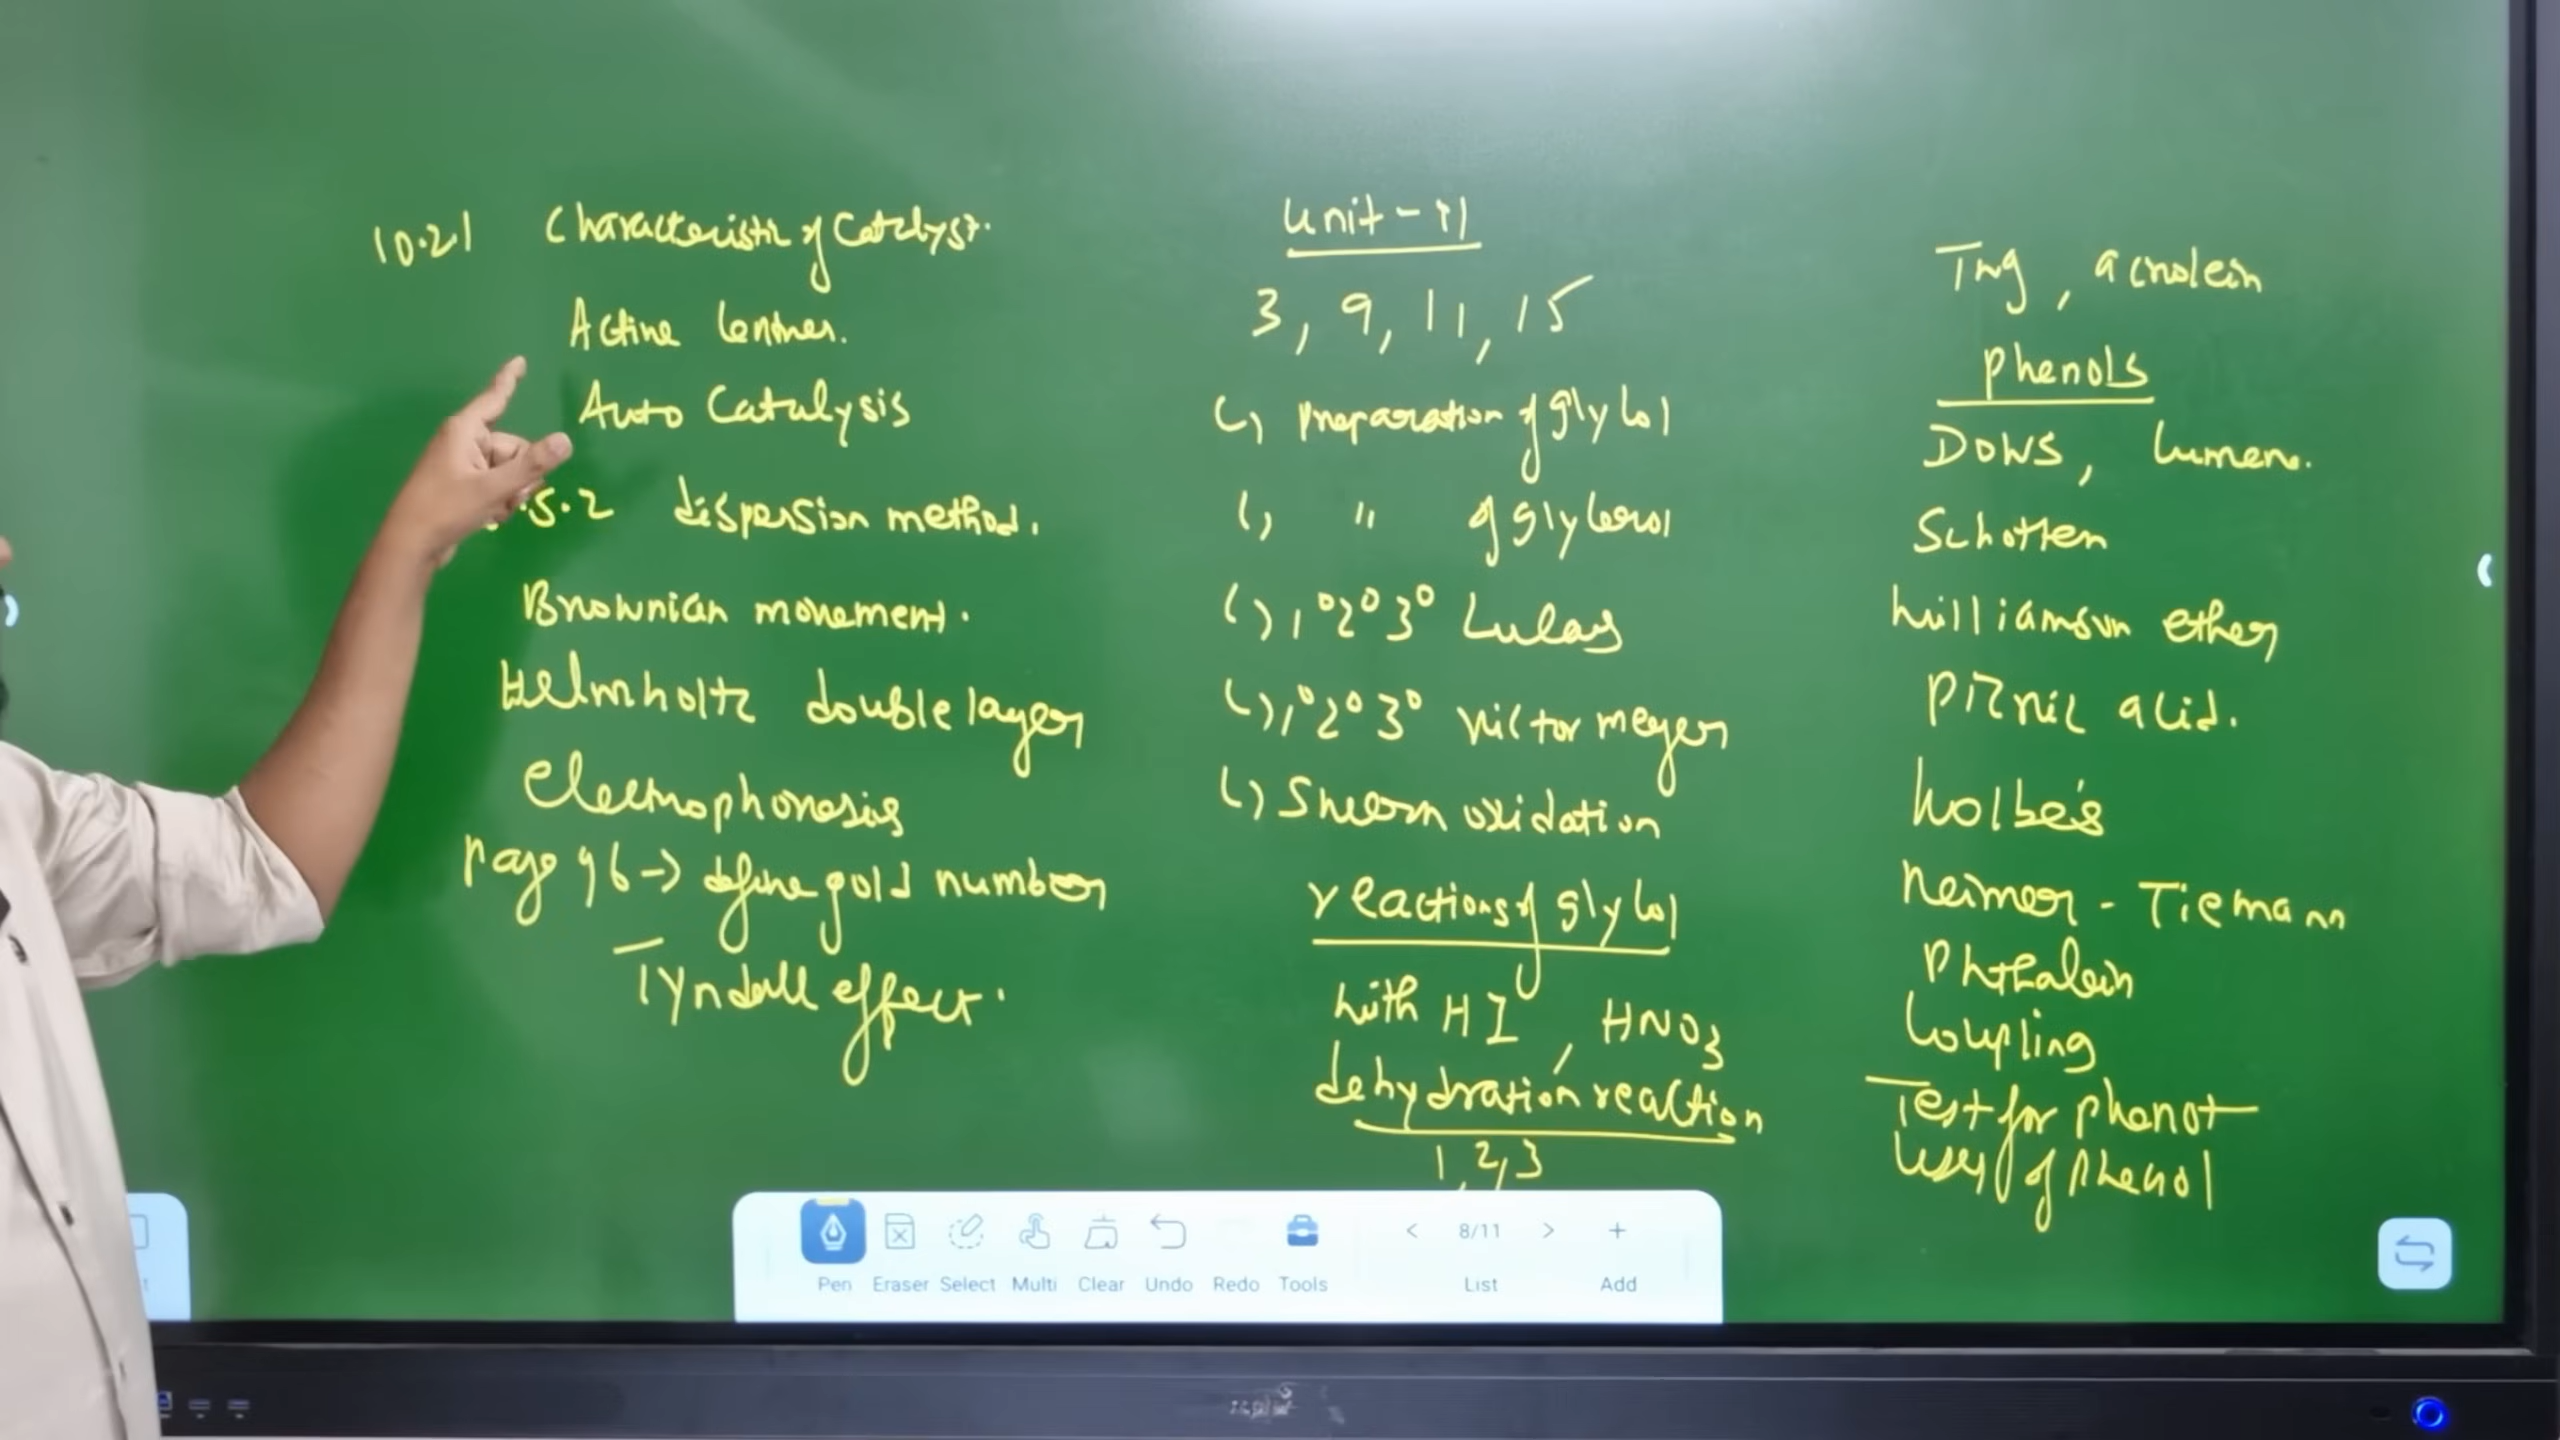 10.2.1 Characteristic of Catalyst.
Active Centres.
Auto Catalysis
.5.2 dispersion method.
Brownian movement.
Helmholtz double layer
Electrophoresis
Page 96 → define gold number
Tyndall effect.
Unit-11
3, 9, 11, 15
(,) Preparation of glycol
(,) " of glycerol
(,) 1° 2° 3° Lucas
(,) 1° 2° 3° Victor meyer
(,) Swern oxidation
reactions of glycol
with HI, HNO3
dehydration reaction
1, 2, 3
TNG, acrolein
Phenols
DOWS, Cumene.
Schotten
Williamson ether
Picric acid.
Kolbe's
Reimer - Tiemann
Phthalein
Coupling
Test for phenol
Uses of phenol
Pen Eraser Select Multi Clear Undo Redo Tools
< 8/11 > +
List Add